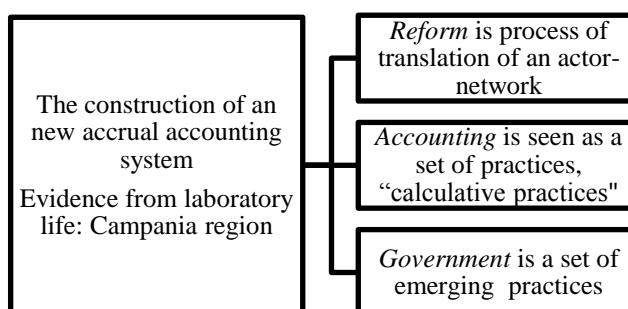 The construction of an
new accrual accounting
system
Evidence from laboratory
life: Campania region
Reform is process of
translation of an actor-
network
Accounting is seen as a
set of practices,
“calculative practices"
Government is a set of
emerging practices